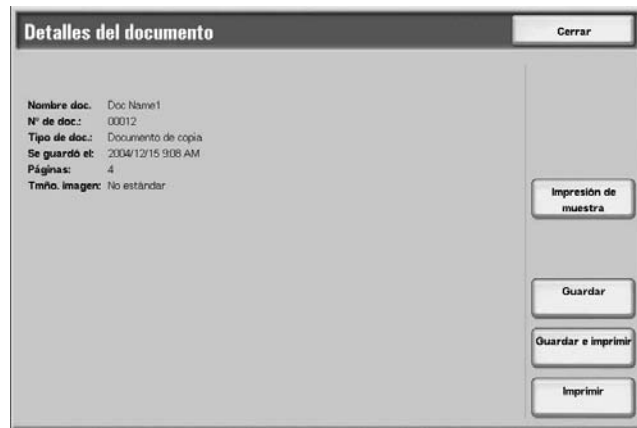 Detalles del documento
Cerrar
Nombre doc. Doc Name1
N° de doc.: 00012
Tipo de doc.: Documento de copia
Se guardó el: 2004/12/15 9:08 AM
Páginas: 4
Tmño. imagen: No estándar
Impresión de
muestra
Guardar
Guardar e imprimir
Imprimir